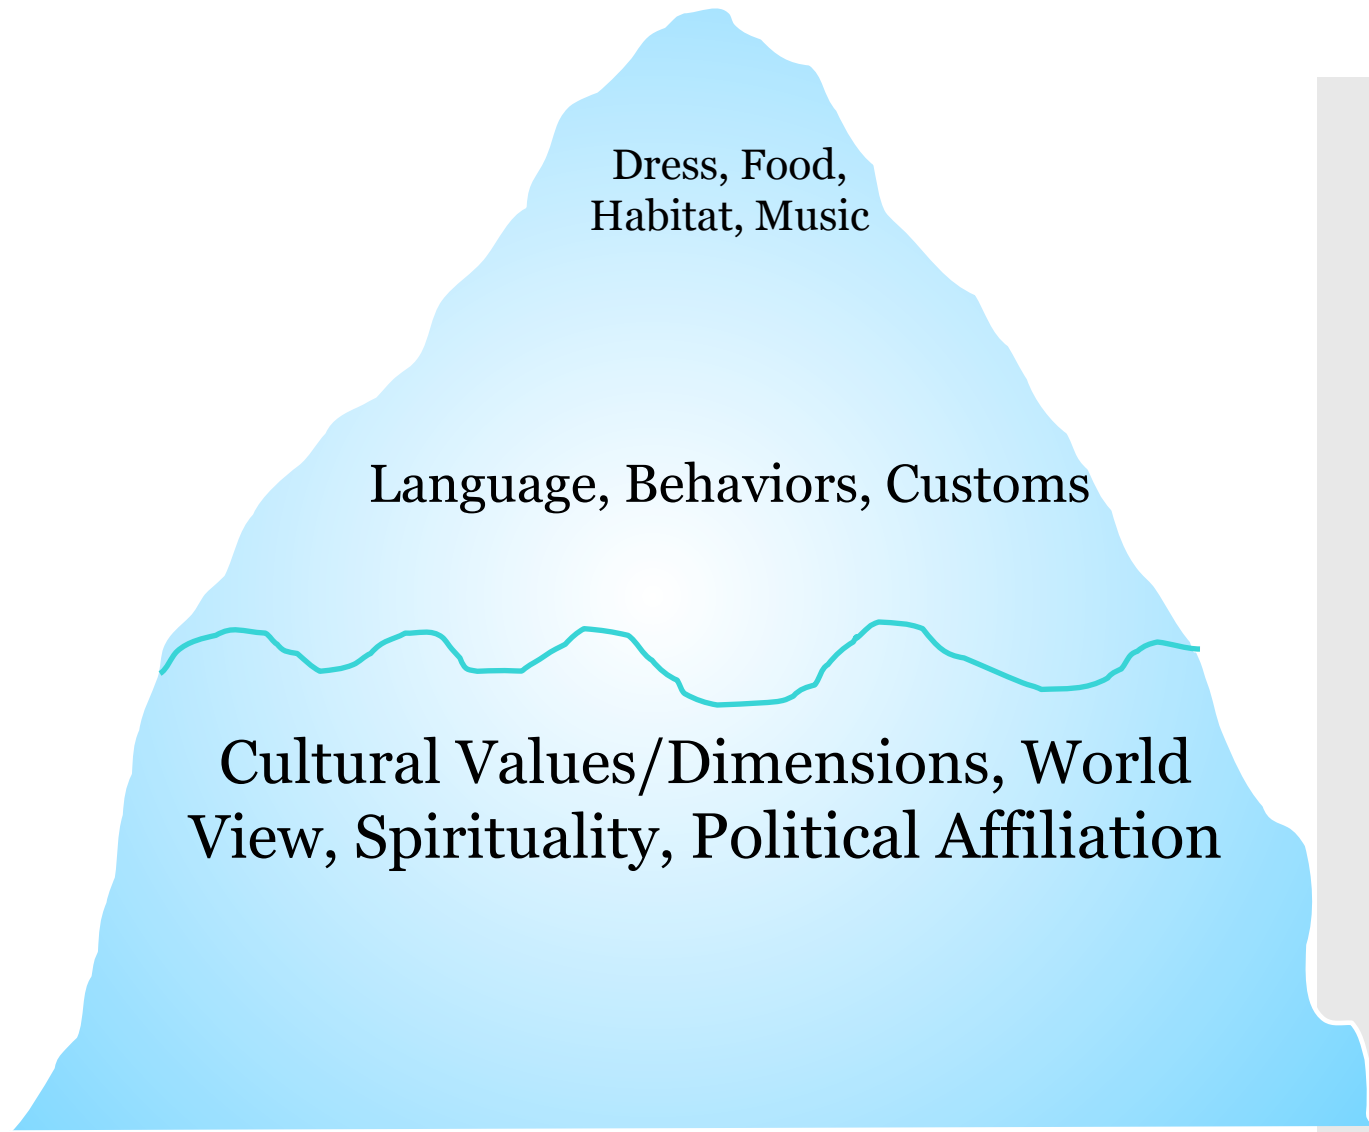 Dress, Food,
Habitat, Music
Language, Behaviors, Customs
Cultural Values/Dimensions, World
View, Spirituality, Political Affiliation